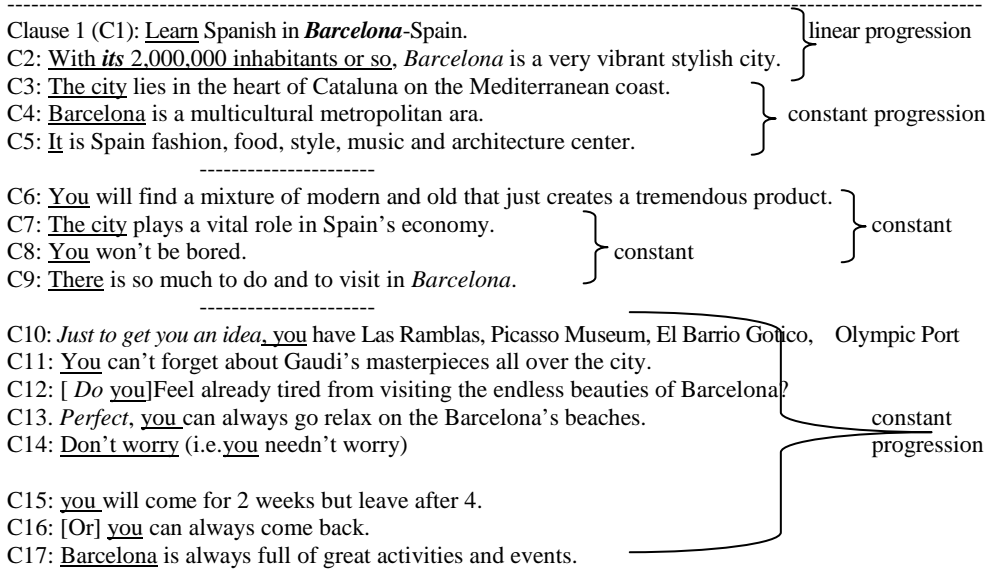 Clause 1 (C1): Learn Spanish in Barcelona-Spain. linear progression
C2: With its 2,000,000 inhabitants or so, Barcelona is a very vibrant stylish city.
C3: The city lies in the heart of Cataluna on the Mediterranean coast.
C4: Barcelona is a multicultural metropolitan ara. constant progression
C5: It is Spain fashion, food, style, music and architecture center.
C6: You will find a mixture of modern and old that just creates a tremendous product.
C7: The city plays a vital role in Spain's economy. constant
C8: You won't be bored. constant
C9: There is so much to do and to visit in Barcelona.
C10: Just to get you an idea, you have Las Ramblas, Picasso Museum, El Barrio Gotico, Olympic Port
C11: You can't forget about Gaudi's masterpieces all over the city.
C12: [ Do you]Feel already tired from visiting the endless beauties of Barcelona?
C13. Perfect, you can always go relax on the Barcelona's beaches. constant
C14: Don't worry (i.e.you needn't worry) progression
C15: you will come for 2 weeks but leave after 4.
C16: [Or] you can always come back.
C17: Barcelona is always full of great activities and events.